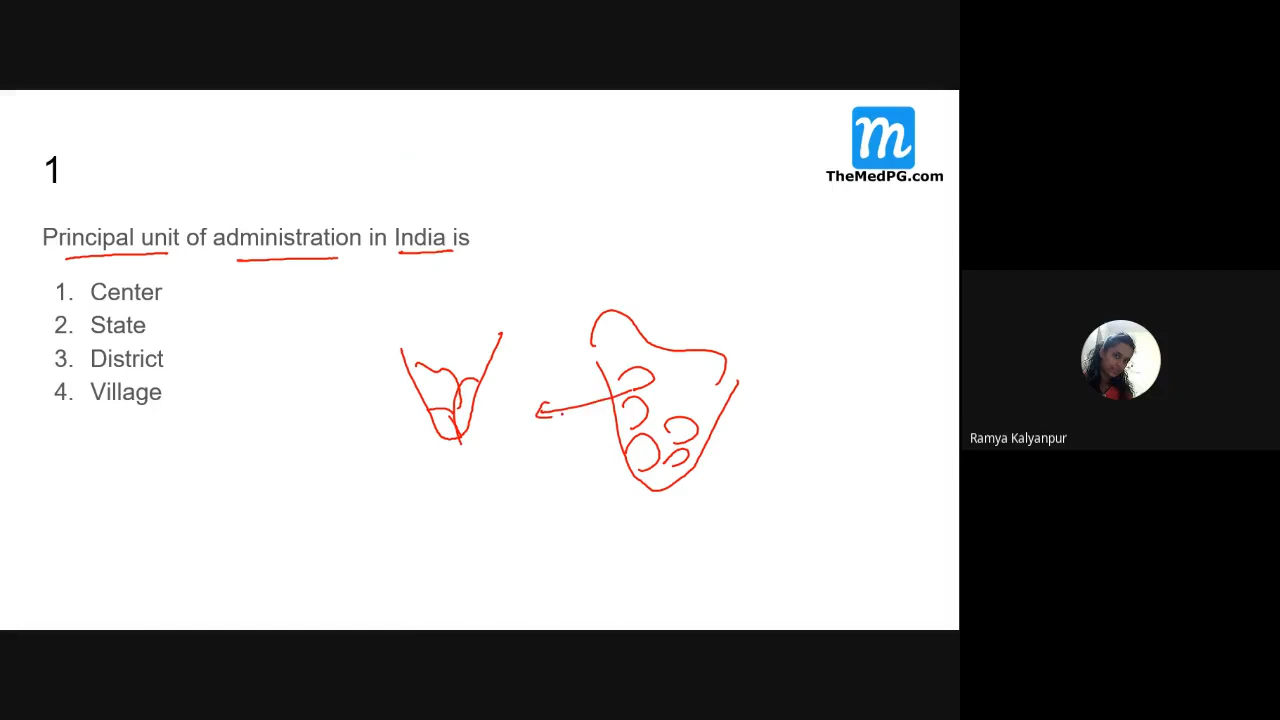 m
TheMedPG.com
1
Principal unit of administration in India is
1. Center
2. State
3. District
4. Village
Ramya Kalyanpur